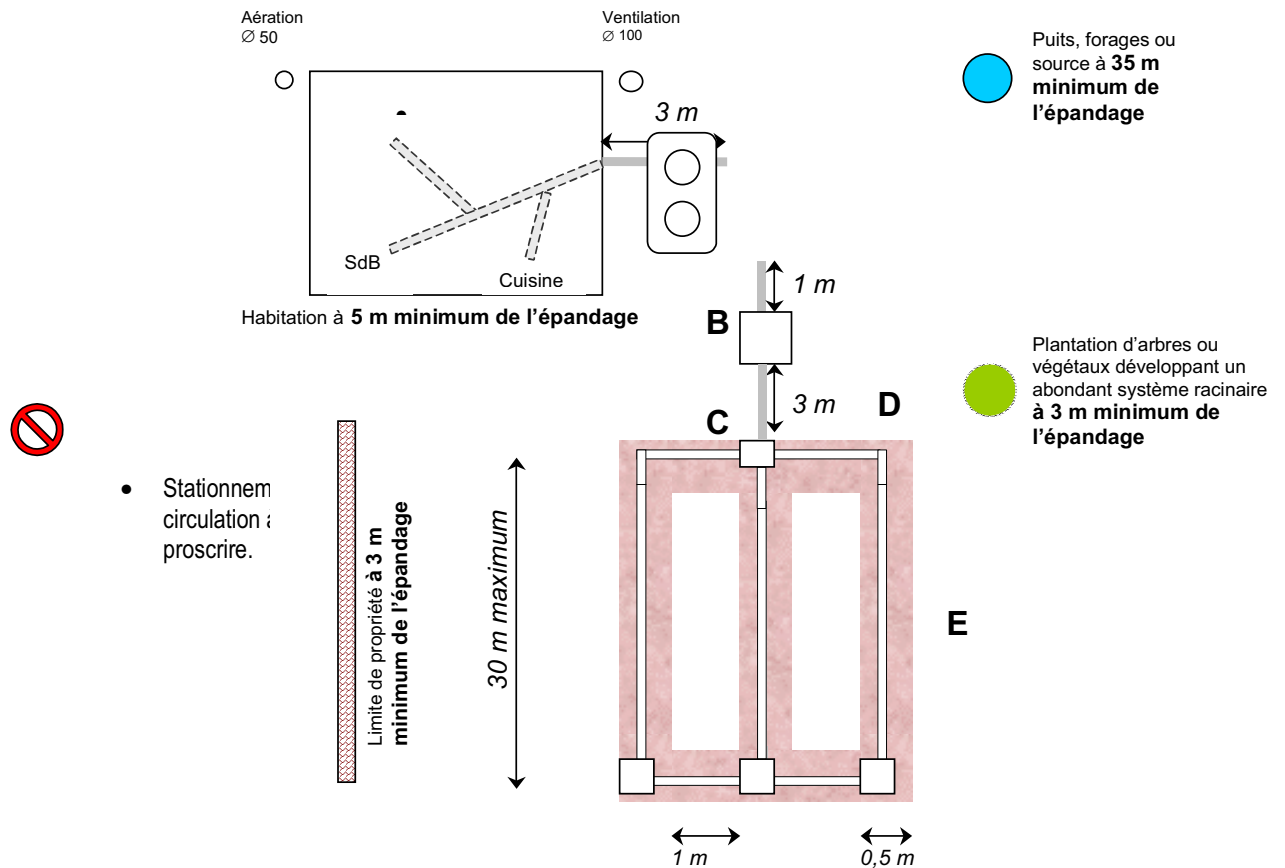 Aération
∅ 50
Ventilation
∅ 100
Puits, forages ou
source à 35 m
minimum de
l'épandage
3 m
SdB
Cuisine
Habitation à 5 m minimum de l'épandage
1 m
B
Plantation d'arbres ou
végétaux développant un
abondant système racinaire
à 3 m minimum de
l'épandage
3 m
D
C
• Stationnem
circulation
proscrire.
Limite de propriété à 3 m
minimum de l'épandage
30 m maximum
E
1 m
0,5 m